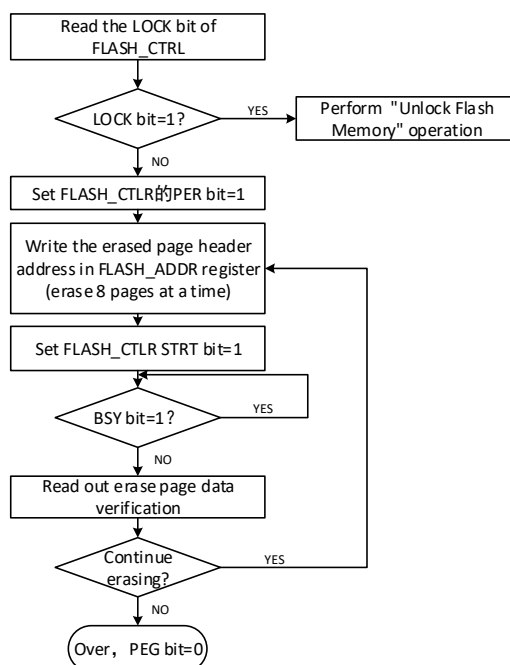 Read the LOCK bit of
FLASH_CTRL
LOCK bit=1?
YES
Perform "Unlock Flash
Memory" operation
NO
Set FLASH_CTLR的PER bit=1
Write the erased page header
address in FLASH_ADDR register
(erase 8 pages at a time)
Set FLASH_CTLR STRT bit=1
BSY bit=1?
YES
NO
Read out erase page data
verification
Continue
erasing?
YES
NO
Over，PEG bit=0